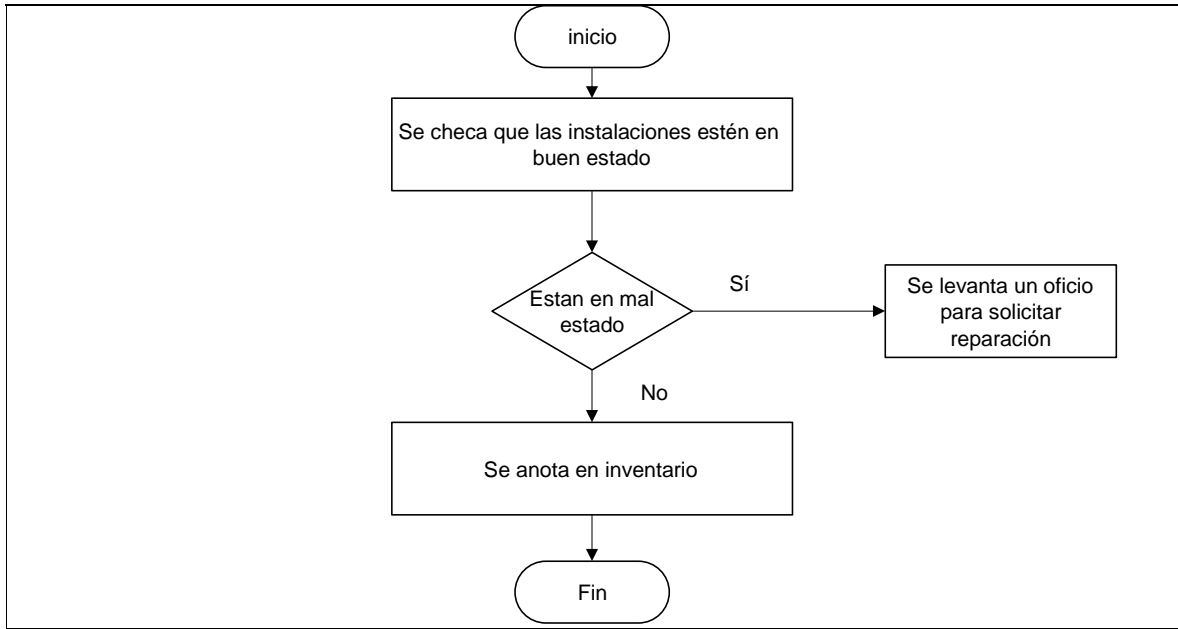 inicio
Se checa que las instalaciones estén en
buen estado
Estan en mal
estado
Sí
Se levanta un oficio
para solicitar
reparación
No
Se anota en inventario
Fin